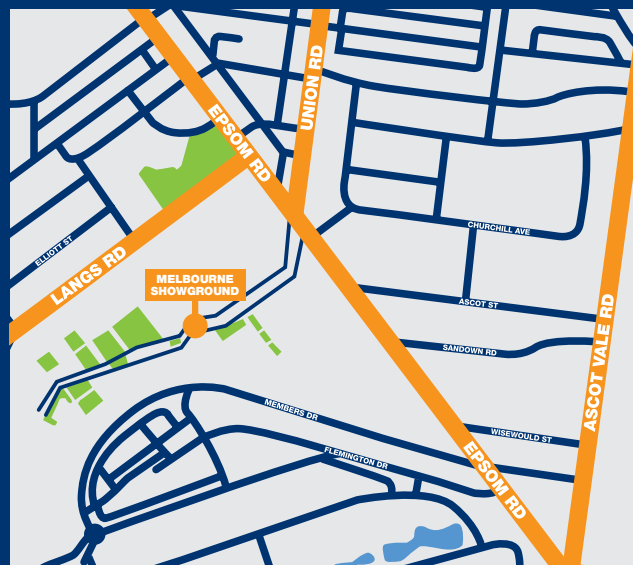 UNION RD
EPSOM RD
CHURCHILL AVE
ELLIOTT ST
LANGS RD
MELBOURNE
SHOWGROUND
ASCOT ST
SANDOWN RD
ASCOT VALE RD
MEMBERS DR
WISEWOULD ST
FLEMINGTON DR
EPSOM RD